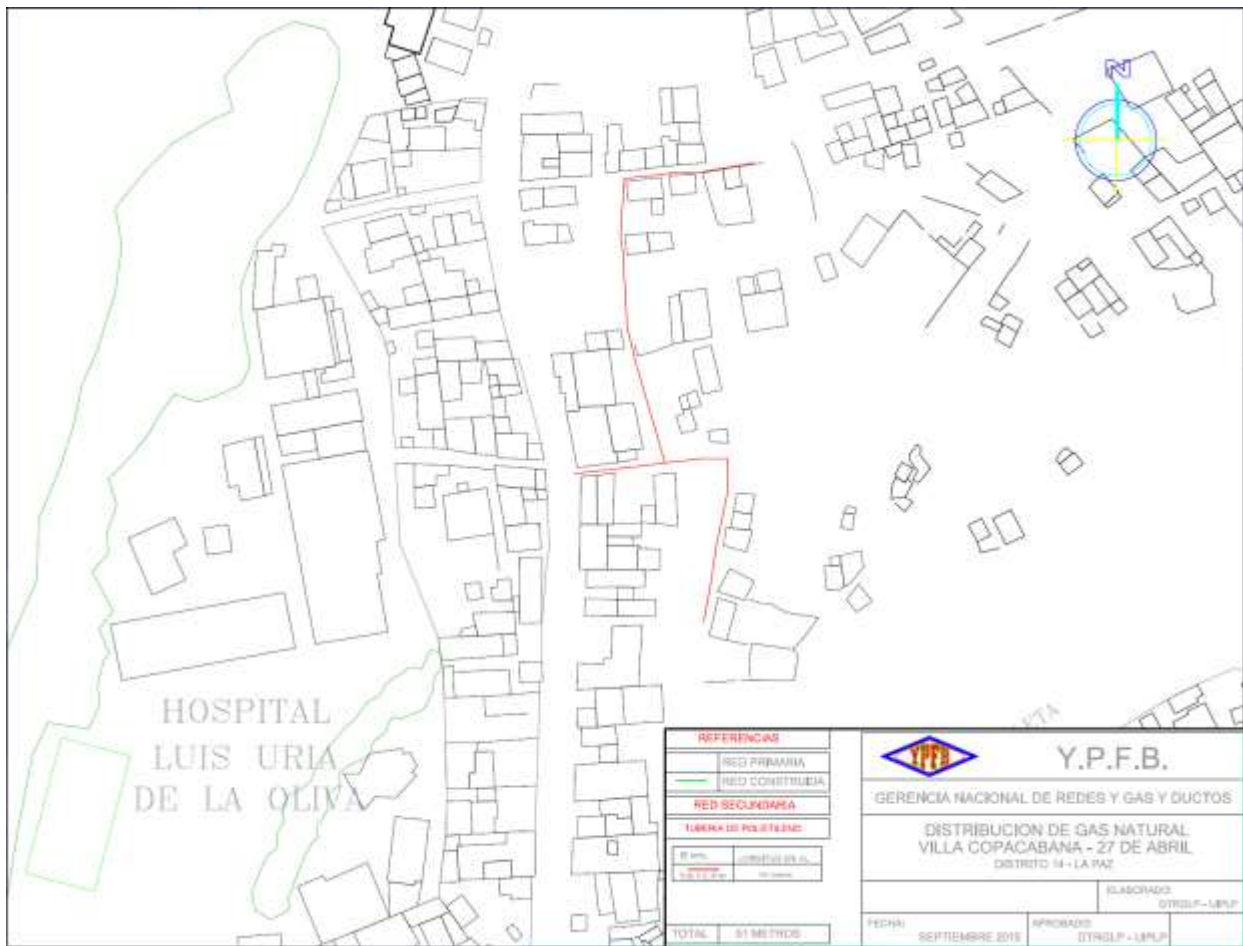 N
HOSPITAL
LUIS URIA
DE LA OLIVA
REFERENCIAS
RED PRIMARIA
RED CONSTRUIDA
RED SECUNDARIA
TUBERIA DE POLIETILENO
TOTAL 91 METROS
YPFB
Y.P.F.B.
GERENCIA NACIONAL DE REDES Y GAS Y DUCTOS
DISTRIBUCION DE GAS NATURAL
VILLA COPACABANA - 27 DE ABRIL
DISTRITO 14 - LA PAZ
ELABORADO:
FECHA:
SEPTIEMBRE 2015
APROBADO: